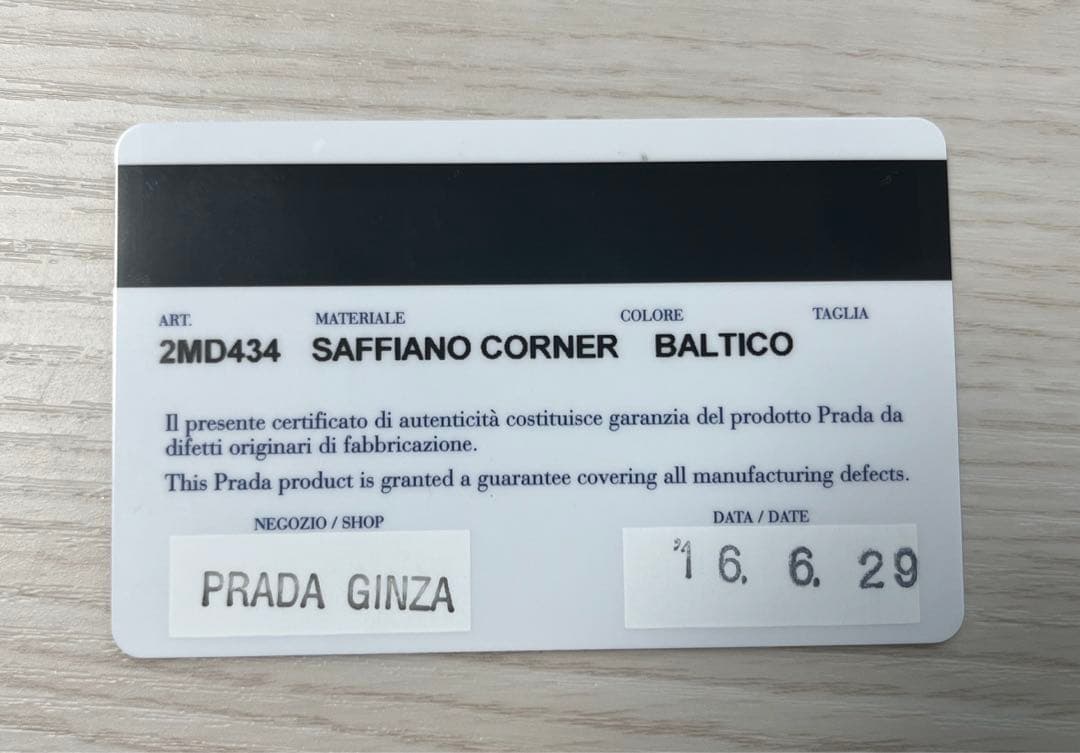 ART. MATERIALE COLORE TAGLIA
2MD434 SAFFIANO CORNER BALTICO
Il presente certificato di autenticità costituisce garanzia del prodotto Prada da
difetti originari di fabbricazione.
This Prada product is granted a guarantee covering all manufacturing defects.
NEGOZIO / SHOP DATA / DATE
PRADA GINZA '16. 6. 29